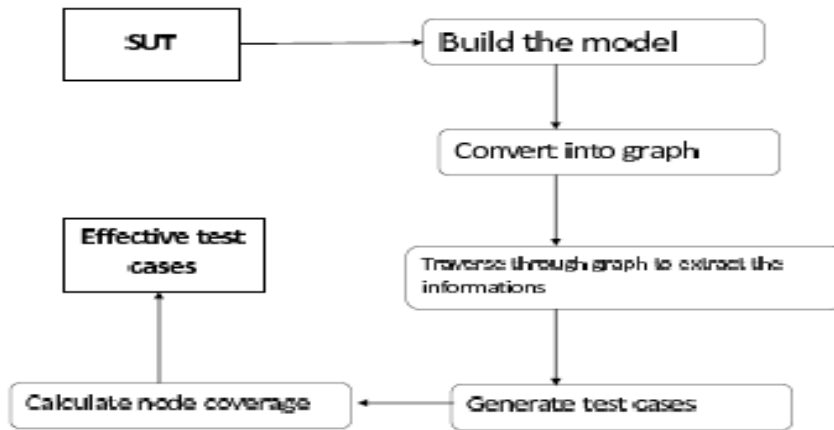 SUT
Build the model
Convert into graph
Traverse through graph to extract the
informations
Generate test cases
Calculate node coverage
Effective test
cases